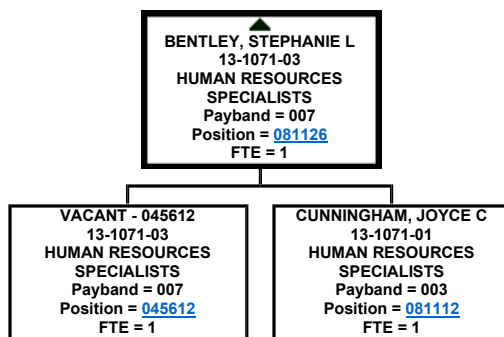 BENTLEY, STEPHANIE L
13-1071-03
HUMAN RESOURCES
SPECIALISTS
Payband = 007
Position = 081126
FTE = 1
VACANT - 045612
13-1071-03
HUMAN RESOURCES
SPECIALISTS
Payband = 007
Position = 045612
FTE = 1
CUNNINGHAM, JOYCE C
13-1071-01
HUMAN RESOURCES
SPECIALISTS
Payband = 003
Position = 081112
FTE = 1